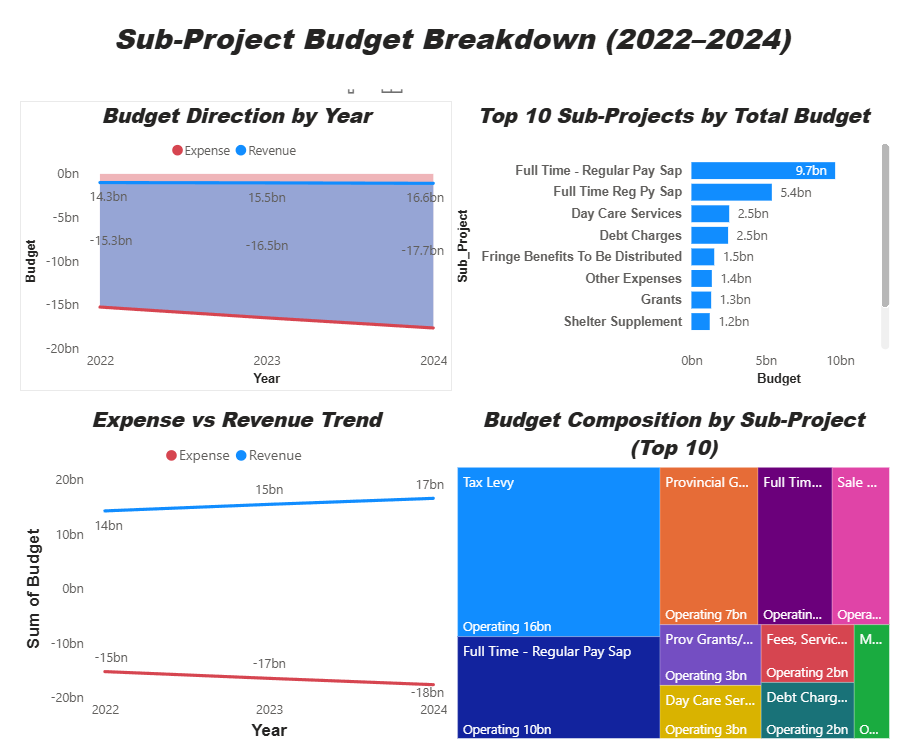 Sub-Project Budget Breakdown (2022–2024)
Budget Direction by Year
Expense Revenue
0bn
-5bn
-10bn
-15bn
-20bn
Budget
14.3bn 15.5bn 16.6bn
-15.3bn -16.5bn -17.7bn
2022 2023 2024
Year
Top 10 Sub-Projects by Total Budget
Sub_Project
Full Time - Regular Pay Sap 9.7bn
Full Time Reg Py Sap 5.4bn
Day Care Services 2.5bn
Debt Charges 2.5bn
Fringe Benefits To Be Distributed 1.5bn
Other Expenses 1.4bn
Grants 1.3bn
Shelter Supplement 1.2bn
0bn 5bn 10bn
Budget
Expense vs Revenue Trend
Expense Revenue
20bn
10bn
0bn
-10bn
-20bn
Sum of Budget
14bn 15bn 17bn
-15bn -17bn -18bn
2022 2023 2024
Year
Budget Composition by Sub-Project
(Top 10)
Tax Levy
Operating 16bn
Full Time - Regular Pay Sap
Operating 10bn
Provincial G...
Operating 7bn
Full Tim...
Operatin...
Sale ...
Opera...
Prov Grants/...
Operating 3bn
Day Care Ser...
Operating 3bn
Fees, Servic...
Operating 2bn
Debt Charg...
Operating 2bn
M...
O...